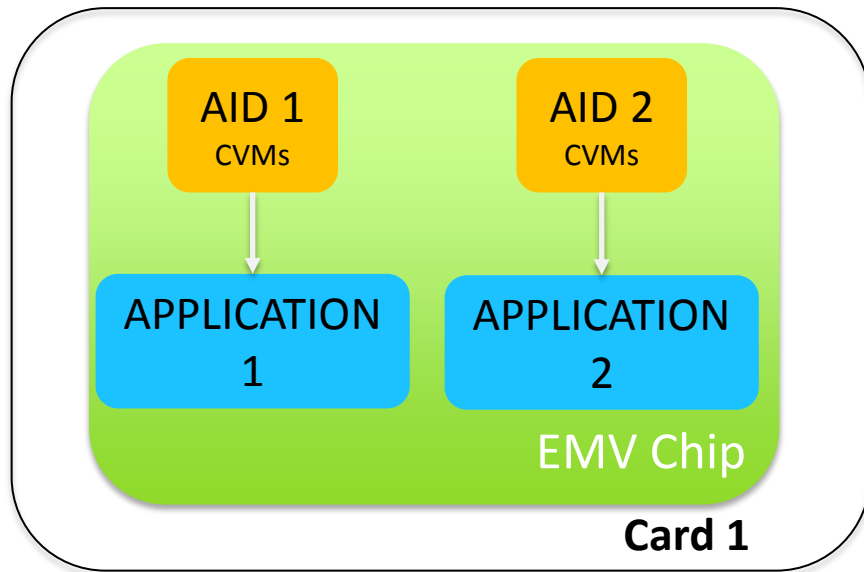 AID 1
CVMs
AID 2
CVMs
APPLICATION
1
APPLICATION
2
EMV Chip
Card 1